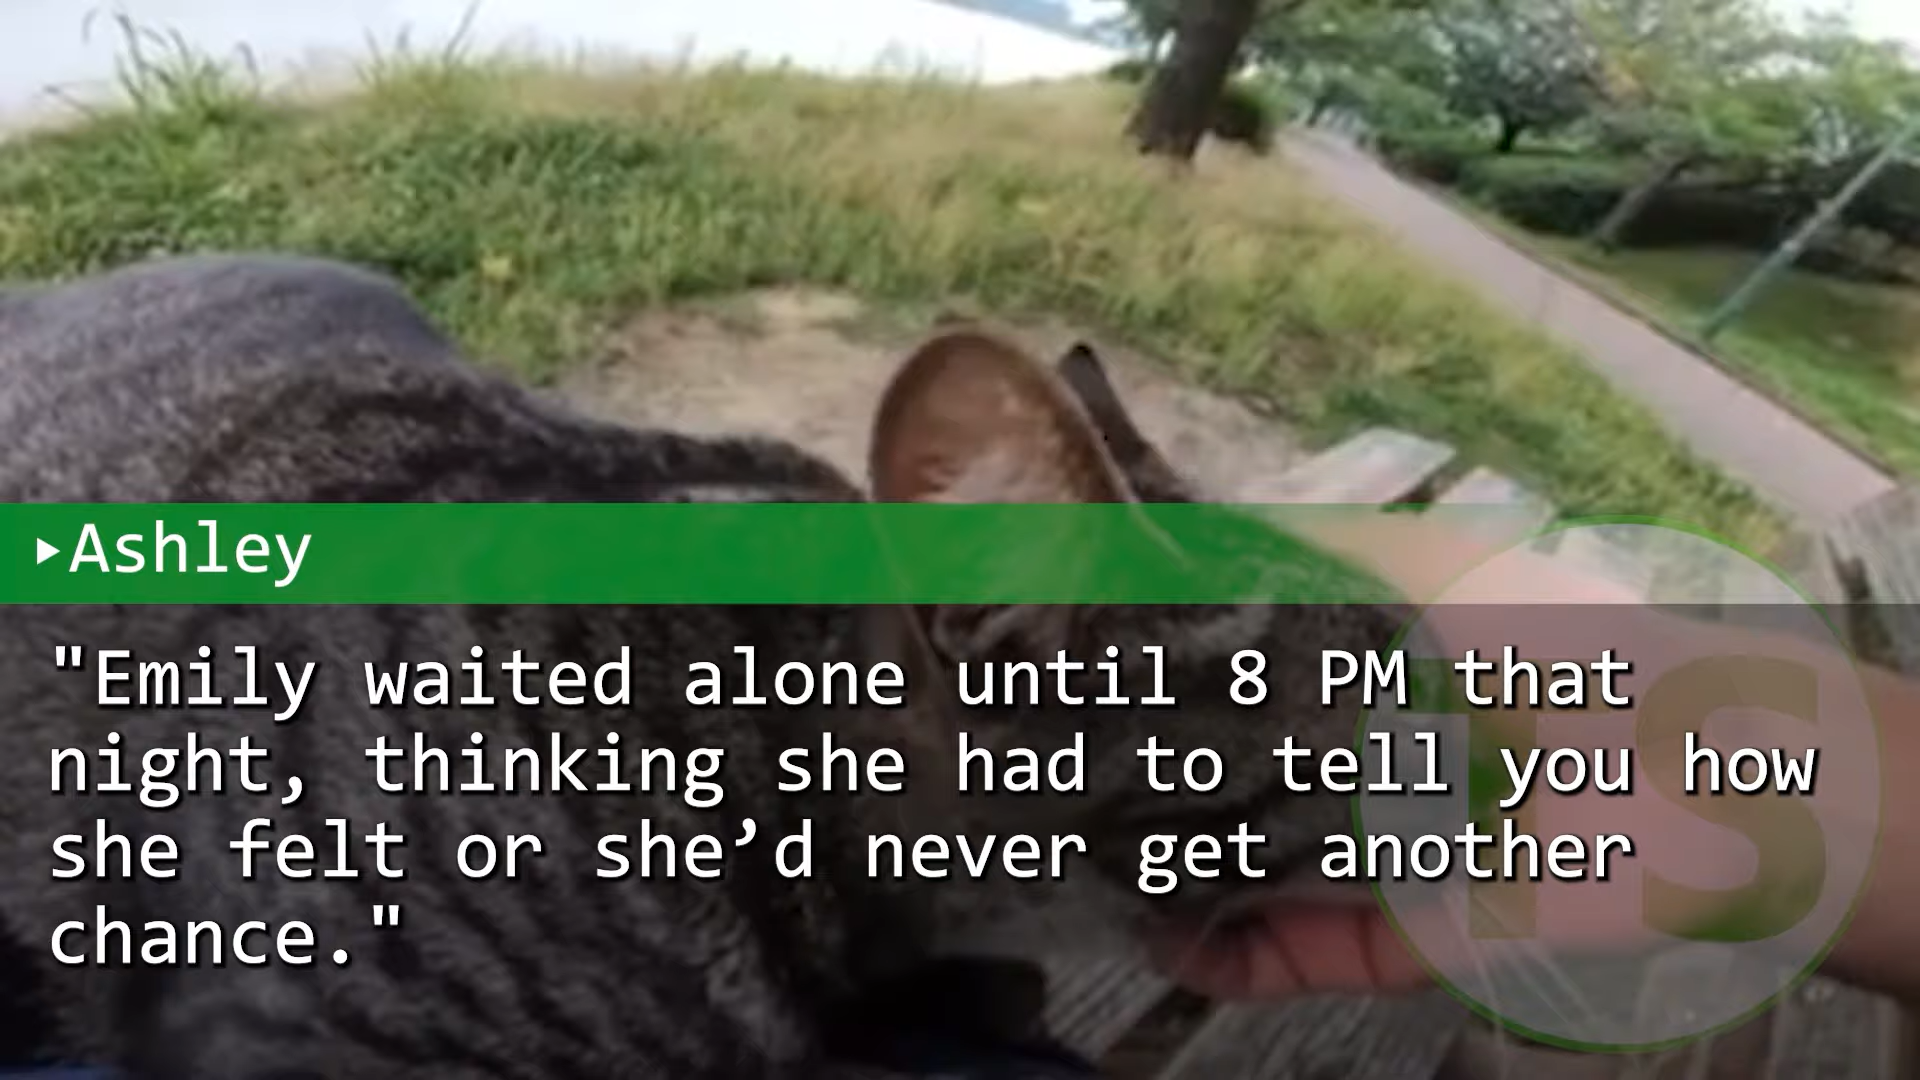 ▸Ashley
"Emily waited alone until 8 PM that
night, thinking she had to tell you how
she felt or she’d never get another
chance."
TS